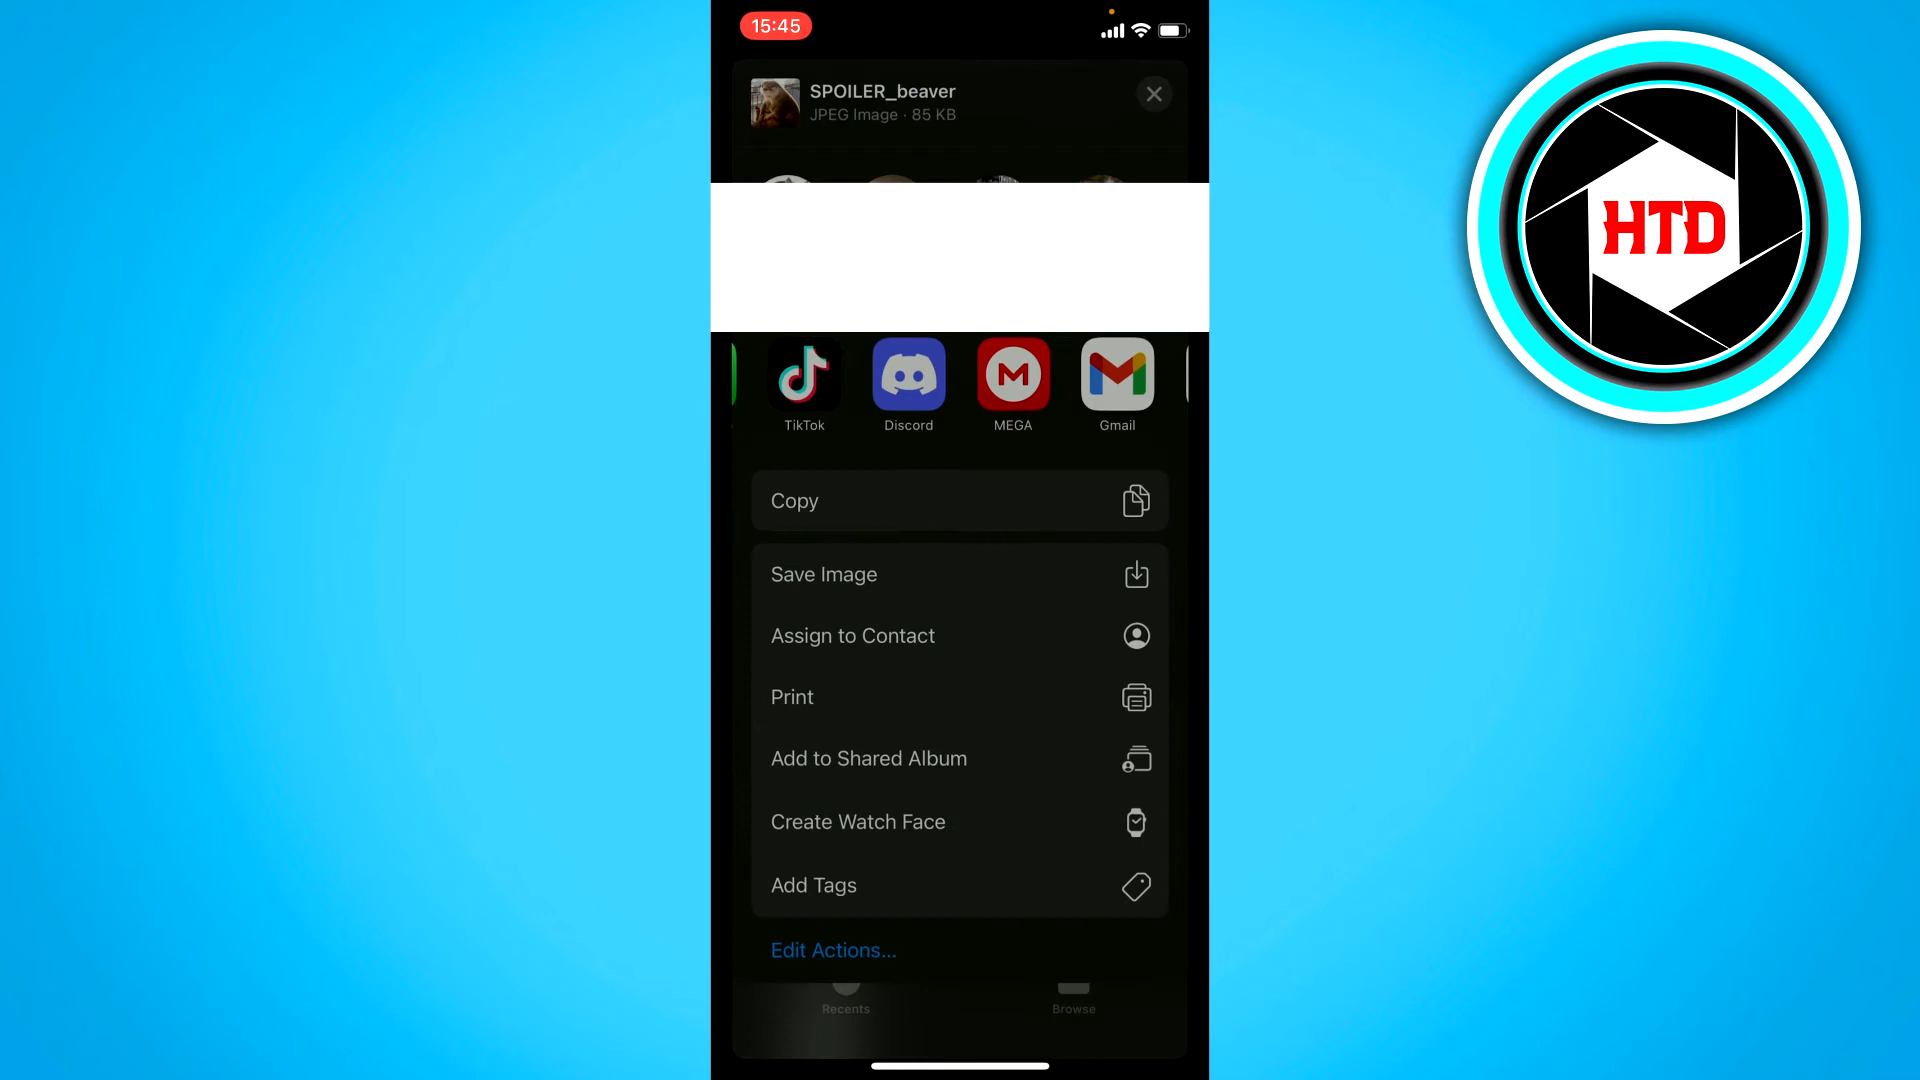 15:45
SPOILER_beaver
JPEG Image · 85 KB
HTD
TikTok
Discord
MEGA
Gmail
Copy
Save Image
Assign to Contact
Print
Add to Shared Album
Create Watch Face
Add Tags
Edit Actions...
Recents
Browse